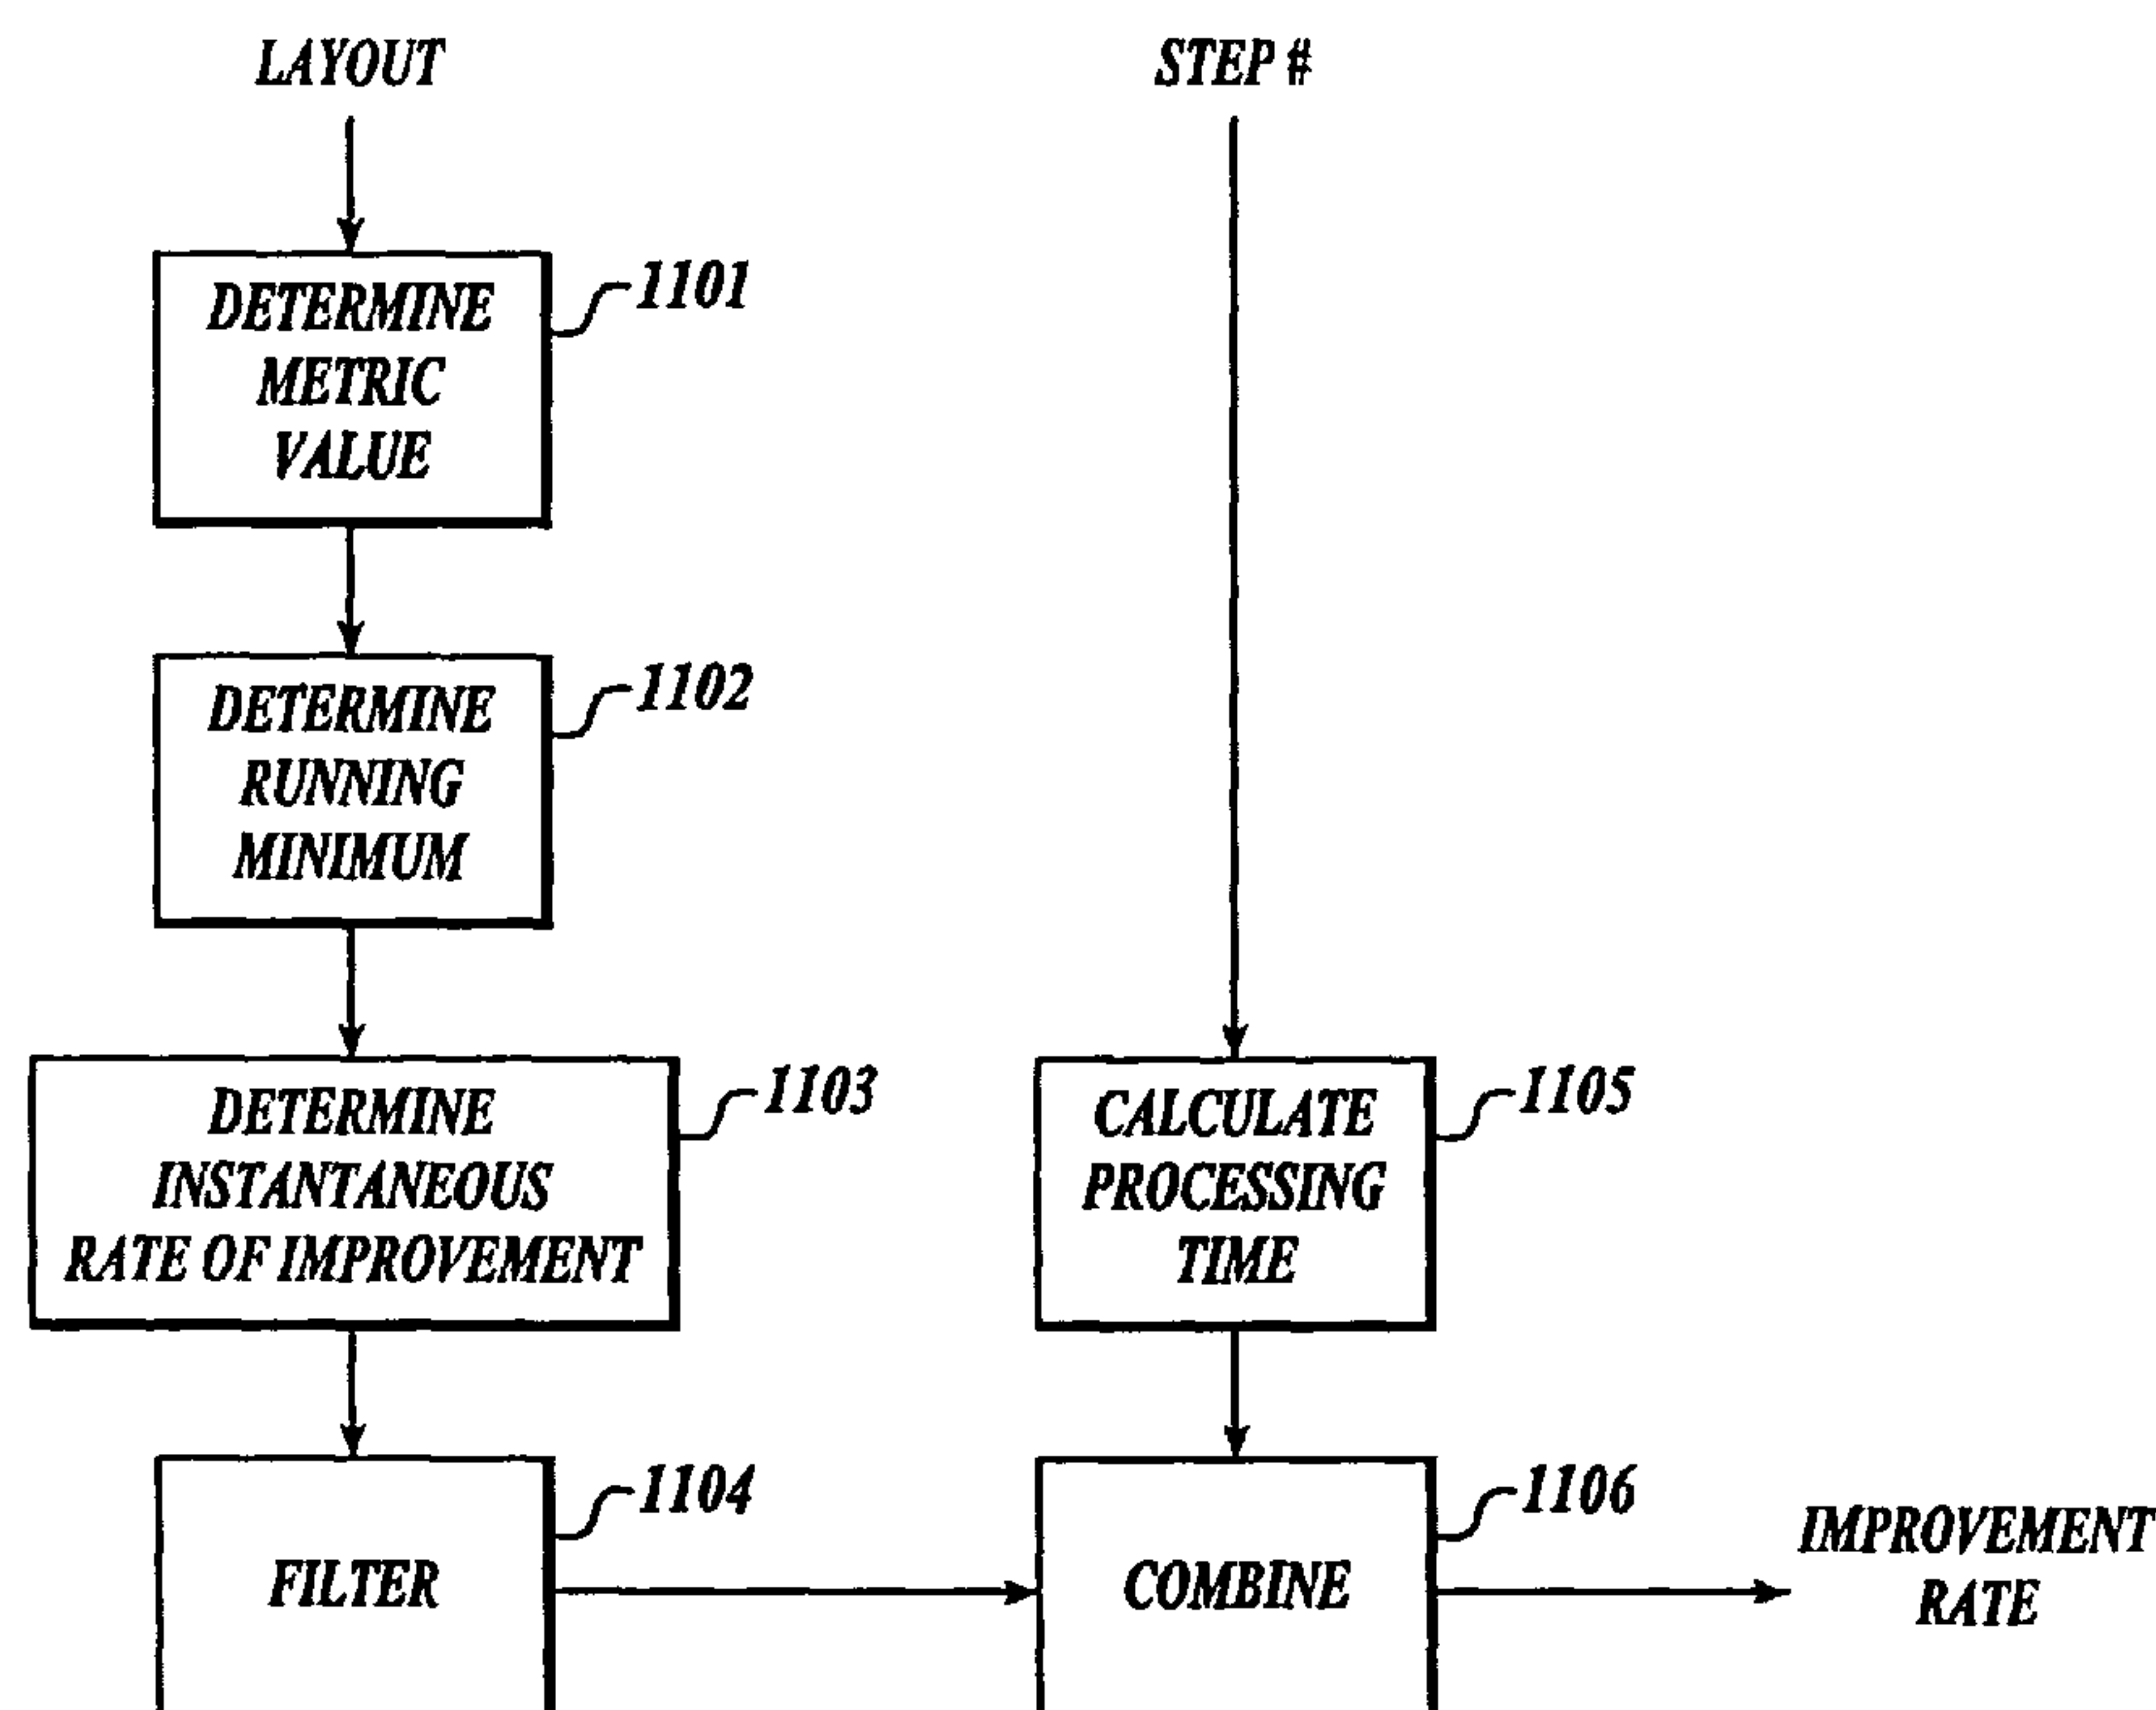 LAYOUT
STEP #
DETERMINE
METRIC
VALUE
1101
DETERMINE
RUNNING
MINIMUM
1102
DETERMINE
INSTANTANEOUS
RATE OF IMPROVEMENT
1103
CALCULATE
PROCESSING
TIME
1105
FILTER
1104
COMBINE
1106
IMPROVEMENT
RATE